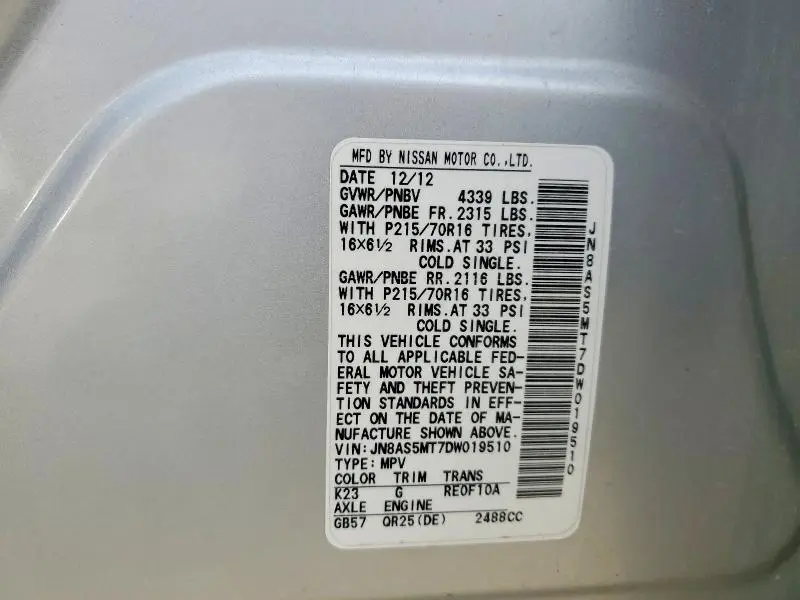 MFD BY NISSAN MOTOR CO.,LTD.
DATE 12/12
GVWR/PNBV 4339 LBS.
GAWR/PNBE FR.2315 LBS.
WITH P215/70R16 TIRES,
16X6½ RIMS.AT 33 PSI
COLD SINGLE.
GAWR/PNBE RR.2116 LBS.
WITH P215/70R16 TIRES,
16X6½ RIMS.AT 33 PSI
COLD SINGLE.
THIS VEHICLE CONFORMS
TO ALL APPLICABLE FED-
ERAL MOTOR VEHICLE SA-
FETY AND THEFT PREVEN-
TION STANDARDS IN EFF-
ECT ON THE DATE OF MA-
NUFACTURE SHOWN ABOVE.
VIN:JN8AS5MT7DW019510
TYPE:MPV
COLOR TRIM TRANS
K23 G RE0F10A
AXLE ENGINE
GB57 QR25(DE) 2488CC
JN8AS5MT7DW019510